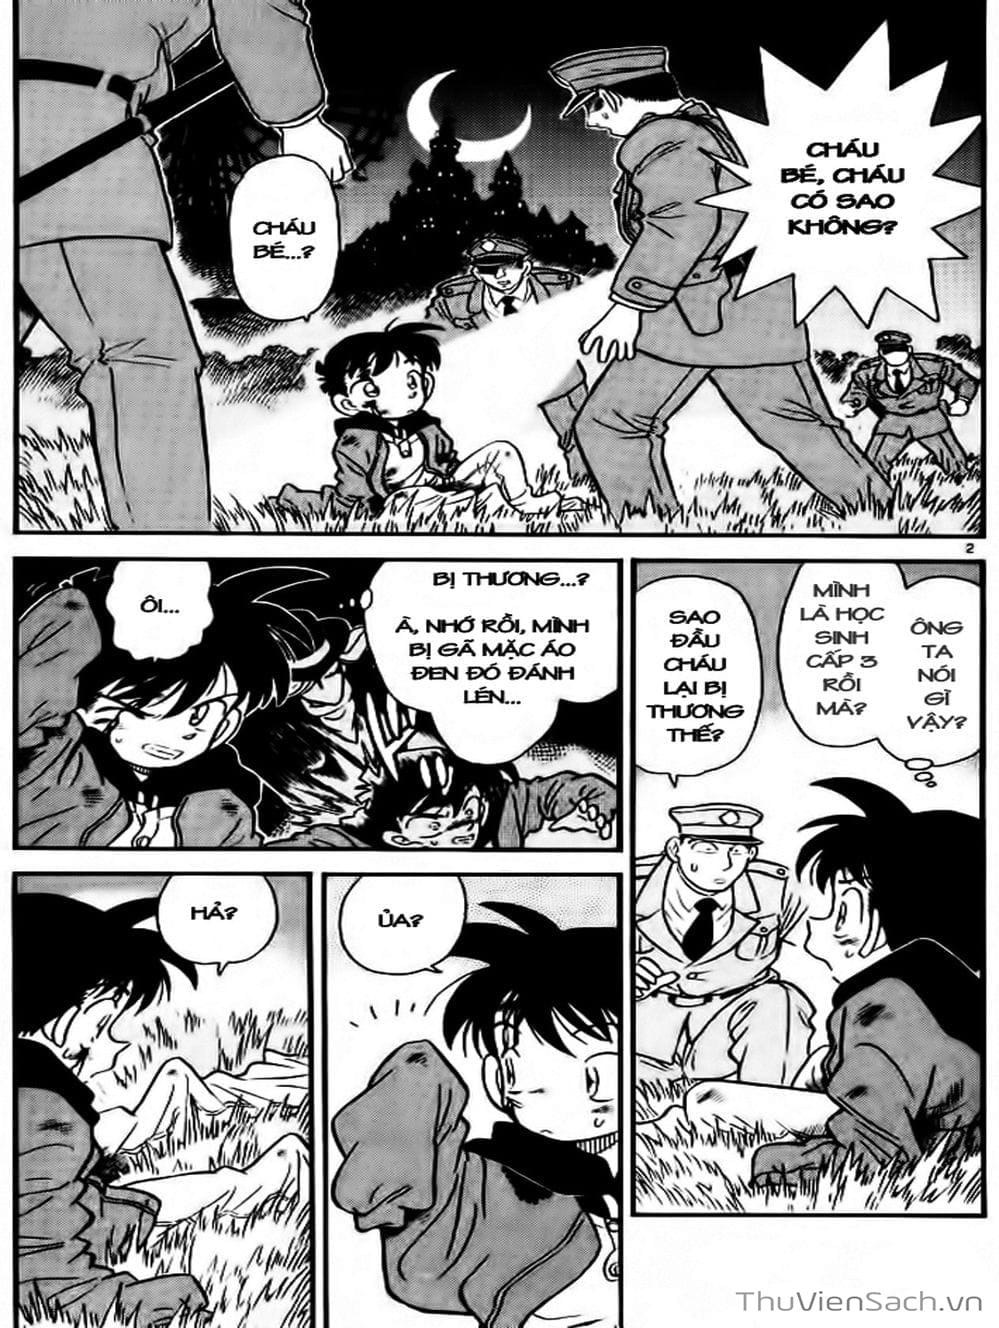 CHÁU
BÉ, CHÁU
CÓ SAO
KHÔNG?
CHÁU
BÉ...?
2
ÔNG
TA
NÓI
GÌ
VẬY?
MÌNH
LÀ HỌC
SINH
CẤP 3
RỒI
MÀ?
SAO
ĐẦU
CHÁU
LẠI BỊ
THƯƠNG
THẾ?
BỊ THƯƠNG...?
À, NHỚ RỒI, MÌNH
BỊ GÃ MẶC ÁO
ĐEN ĐÓ ĐÁNH
LÉN...
ÔI...
ỦA?
HẢ?
ThuVienSach.vn